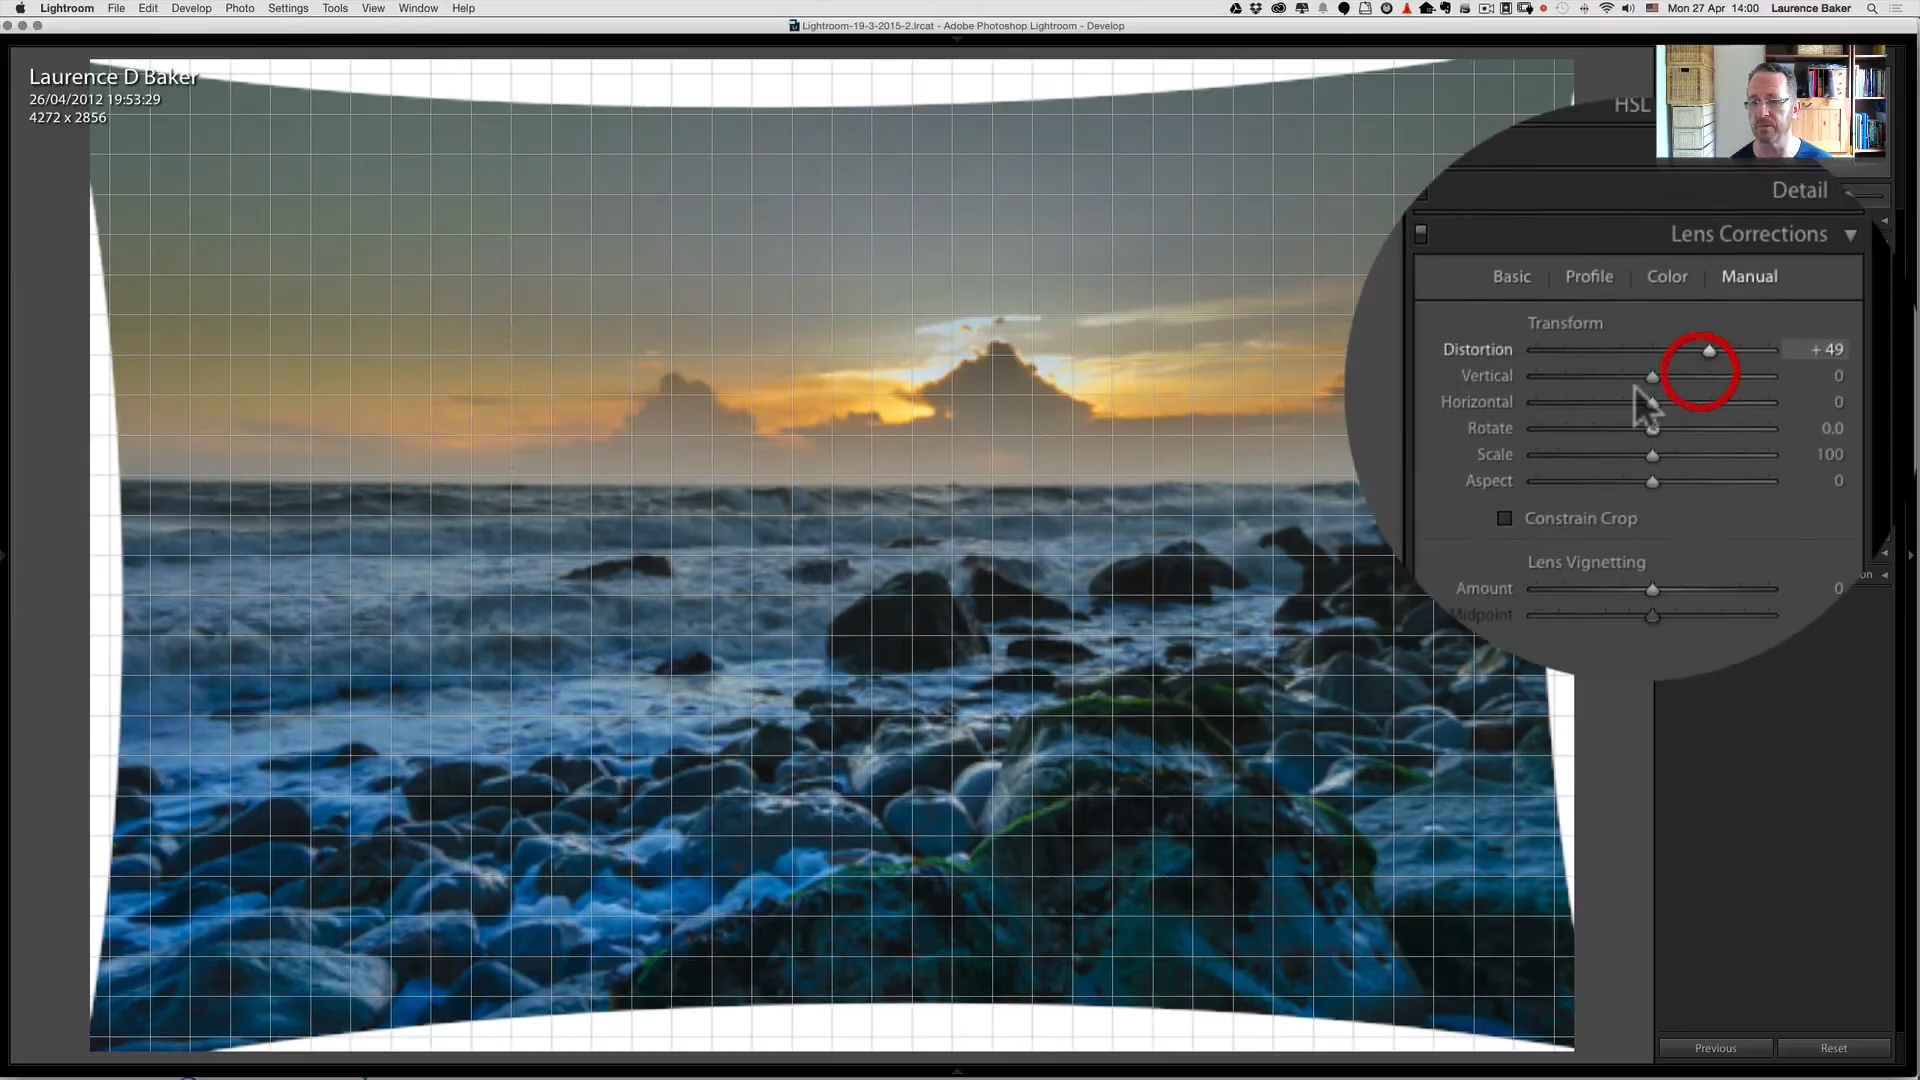 Lightroom File Edit Develop Photo Settings Tools View Window Help Mon 27 Apr 14:00 Laurence Baker
Lightroom-19-3-2015-2.lrcat - Adobe Photoshop Lightroom - Develop
Laurence D Baker
26/04/2012 19:53:29
4272 x 2856
HSL
Detail
Lens Corrections
Basic | Profile | Color | Manual
Transform
Distortion + 49
Vertical 0
Horizontal 0
Rotate 0.0
Scale 100
Aspect 0
Constrain Crop
Lens Vignetting
on
Amount 0
Midpoint
Previous Reset